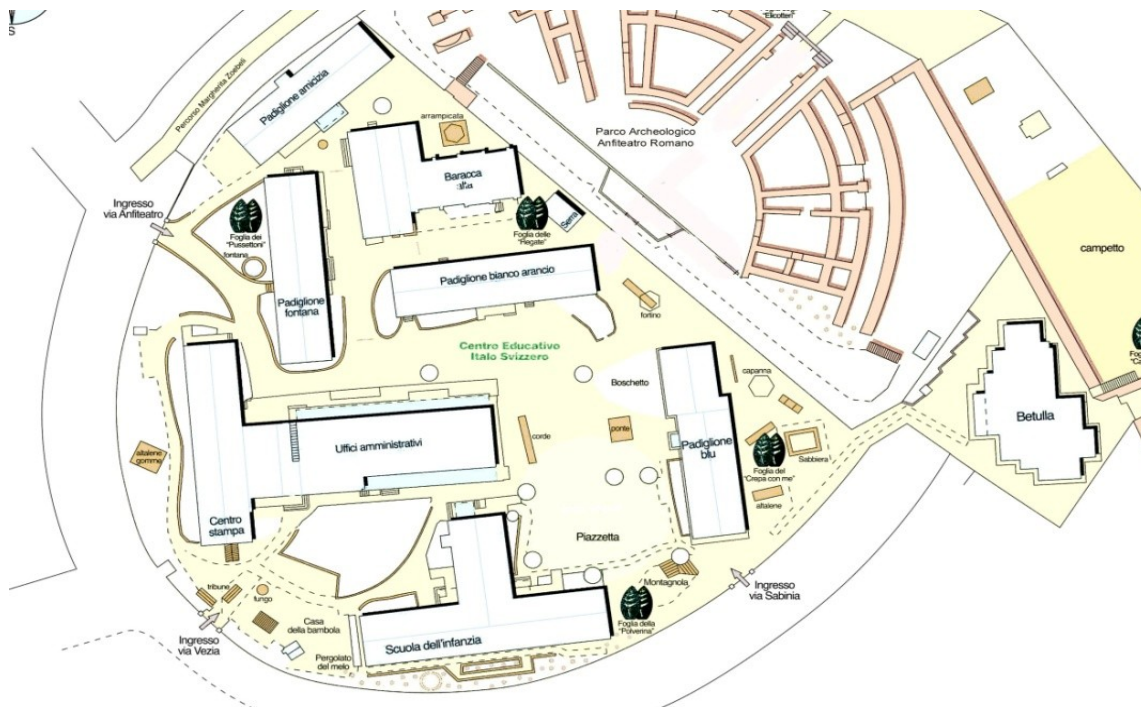 S
Elicotteri"
Percorso Margherita Zoebeli
Padiglione amicizia
arrampicata
Parco Archeologico
Anfiteatro Romano
Baracca
Ingresso
via Anfiteatro
Foglia dei
"Pussettoni"
fontana
Foglia delle
"Regate"
Serra
campetto
Padiglione bianco arancio
Padiglione
fontana
fortino
Centro Educativo
Italo Svizzero
capanna
Boschetto
Betulla
altalene
gomme
Uffici amministrativi
corde
ponte
Padiglione
blu
Sabbiera
Foglia del
"Crepa con me"
altalene
Centro
stampa
Piazzetta
tribune
fungo
Montagnola
Ingresso
via Sabinia
Casa
della bambola
Foglia della
"Polverina"
Ingresso
via Vezia
Scuola dell'infanzia
Pergolato
del melo